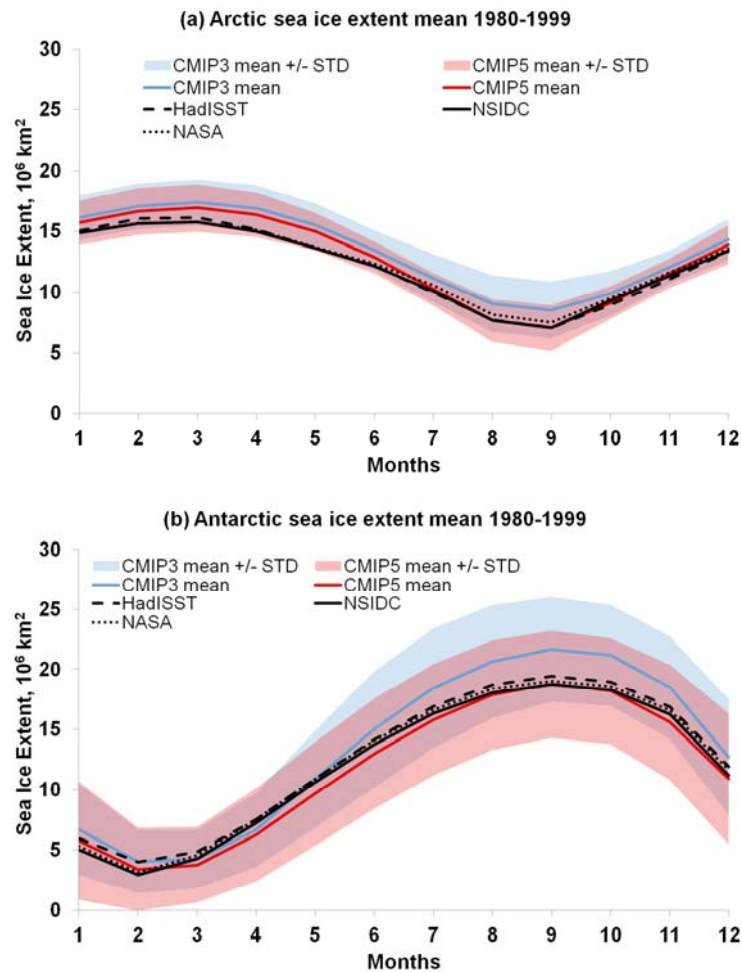 (a) Arctic sea ice extent mean 1980-1999
30
25
20
15
10
5
0
Sea Ice Extent, 10⁶ km²
CMIP3 mean +/- STD
CMIP5 mean +/- STD
CMIP3 mean
CMIP5 mean
HadISST
NSIDC
NASA
1 2 3 4 5 6 7 8 9 10 11 12
Months
(b) Antarctic sea ice extent mean 1980-1999
30
25
20
15
10
5
0
Sea Ice Extent, 10⁶ km²
CMIP3 mean +/- STD
CMIP5 mean +/- STD
CMIP3 mean
CMIP5 mean
HadISST
NSIDC
NASA
1 2 3 4 5 6 7 8 9 10 11 12
Months